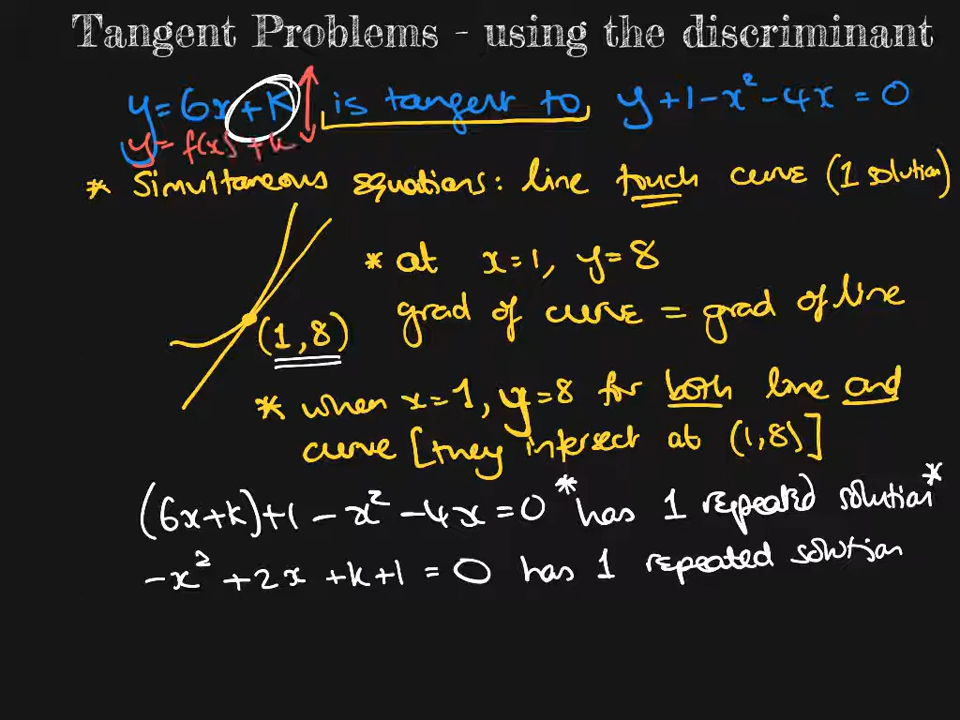 Tangent Problems - using the discriminant
y = 6x + k is tangent to y + 1 - x² - 4x = 0
y = f(x) + k
* Simultaneous equations: line touch curve (1 solution)
* at x = 1, y = 8
grad of curve = grad of line
(1, 8)
* when x = 1, y = 8 for both line and
curve [they intersect at (1, 8)]
(6x + k) + 1 - x² - 4x = 0 * has 1 repeated solution *
-x² + 2x + k + 1 = 0 has 1 repeated solution